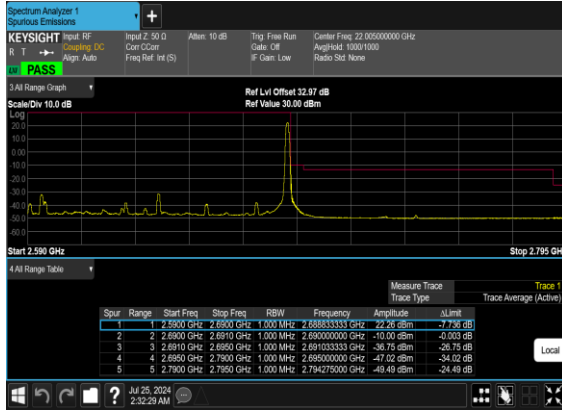 Spectrum Analyzer 1
Spurious Emissions
+
KEYSIGHT Input: RF Input Z: 50 Ω Atten: 10 dB Trig: Free Run Center Freq: 22.005000000 GHz
R T Coupling: DC Corr CCorr Gate: Off Avg|Hold: 1000/1000
Align: Auto Freq Ref: Int (S) IF Gain: Low Radio Std: None
PASS
3 All Range Graph Ref Lvl Offset 32.97 dB
Scale/Div 10.0 dB Ref Value 30.00 dBm
Log
20.0
10.0
0.00
-10.0
-20.0
-30.0
-40.0
-50.0
-60.0
Start 2.590 GHz Stop 2.795 GH
4 All Range Table
Measure Trace Trace 1
Trace Type Trace Average (Active)
Spur Range Start Freq Stop Freq RBW Frequency Amplitude ΔLimit
1 1 2.5900 GHz 2.6900 GHz 1.000 MHz 2.688833333 GHz 22.26 dBm -7.736 dB
2 2 2.6900 GHz 2.6910 GHz 1.000 MHz 2.690000000 GHz -10.00 dBm -0.003 dB
3 3 2.6910 GHz 2.6950 GHz 1.000 MHz 2.691033333 GHz -36.75 dBm -26.75 dB
4 4 2.6950 GHz 2.7900 GHz 1.000 MHz 2.695000000 GHz -47.02 dBm -34.02 dB
5 5 2.7900 GHz 2.7950 GHz 1.000 MHz 2.794275000 GHz -49.49 dBm -24.49 dB
Local
?
Jul 25, 2024
2:32:29 AM